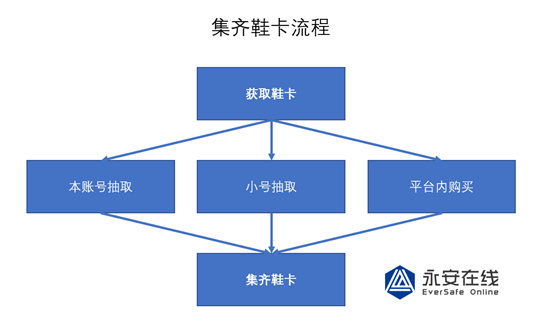 集齐鞋卡流程
获取鞋卡
本账号抽取
小号抽取
平台内购买
集齐鞋卡
永安在线
EverSafe Online